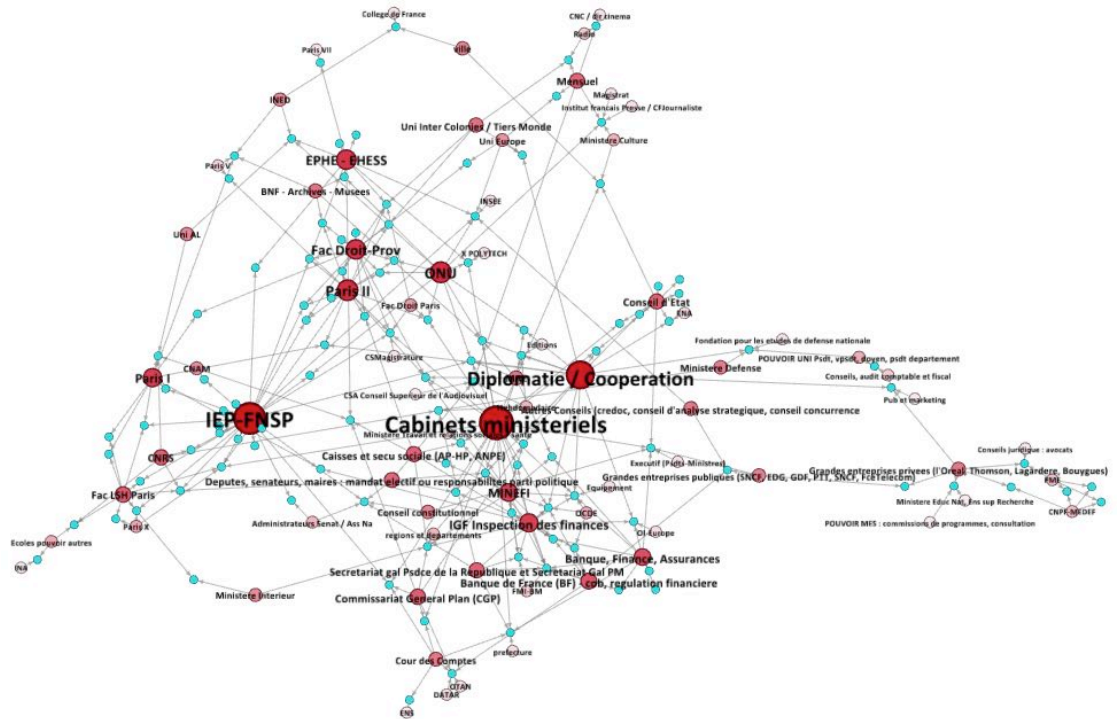 College de France
CNC / dir cinema
Radio
ville
Paris VII
Mensuel
Magistrat
INED
Institut francais Presse / CFJournaliste
Uni Inter Colonies / Tiers Monde
Uni Europe
Ministere Culture
EPHE - EHESS
Paris V
BNF - Archives - Musees
INSEE
Uni AL
Fac Droit-Prov
X POLYTECH
ONU
Paris II
Fac Droit Paris
Conseil d'Etat
ENA
Fondation pour les etudes de defense nationale
Editions
CSMagistrature
POUVOIR UNI Psdt, vpsdt, doyen, psdt departement
CNAM
Ministere Defense
Paris I
Diplomatie / Cooperation
Conseils, audit comptable et fiscal
CSA Conseil Superieur de l'Audiovisuel
Pub et marketing
Autres Conseils (credoc, conseil d'analyse strategique, conseil concurrence
IEP-FNSP
Cabinets ministeriels
Ministere Travail et relations
Conseils juridique : avocats
CNRS
Caisses et secu sociale (AP-HP, ANPE)
Executif (Psdts-Ministres)
Grandes entreprises privees (l'Oreal, Thomson, Lagardere, Bouygues)
Grandes entreprises publiques (SNCF, EDG, GDF, PTT, SNCF, FceTelecom)
PME
Deputes, senateurs, maires : mandat electif ou responsabilites parti politique
Equipement
Fac LSH Paris
MINEFI
Ministere Educ Nat, Ens sup Recherche
Conseil constitutionnel
OCDE
CNPF-MEDEF
Paris X
Administrateurs Senat / Ass Na
IGF Inspection des finances
POUVOIR MES : commissions de programmes, consultation
regions et departements
OI Europe
Ecoles pouvoir autres
Banque, Finance, Assurances
INA
Secretariat gal Psdce de la Republique et Secretariat Gal PM
Banque de France (BF) - cob, regulation financiere
FMI-BM
Ministere Interieur
Commissariat General Plan (CGP)
prefecture
Cour des Comptes
OTAN
DATAR
ENS